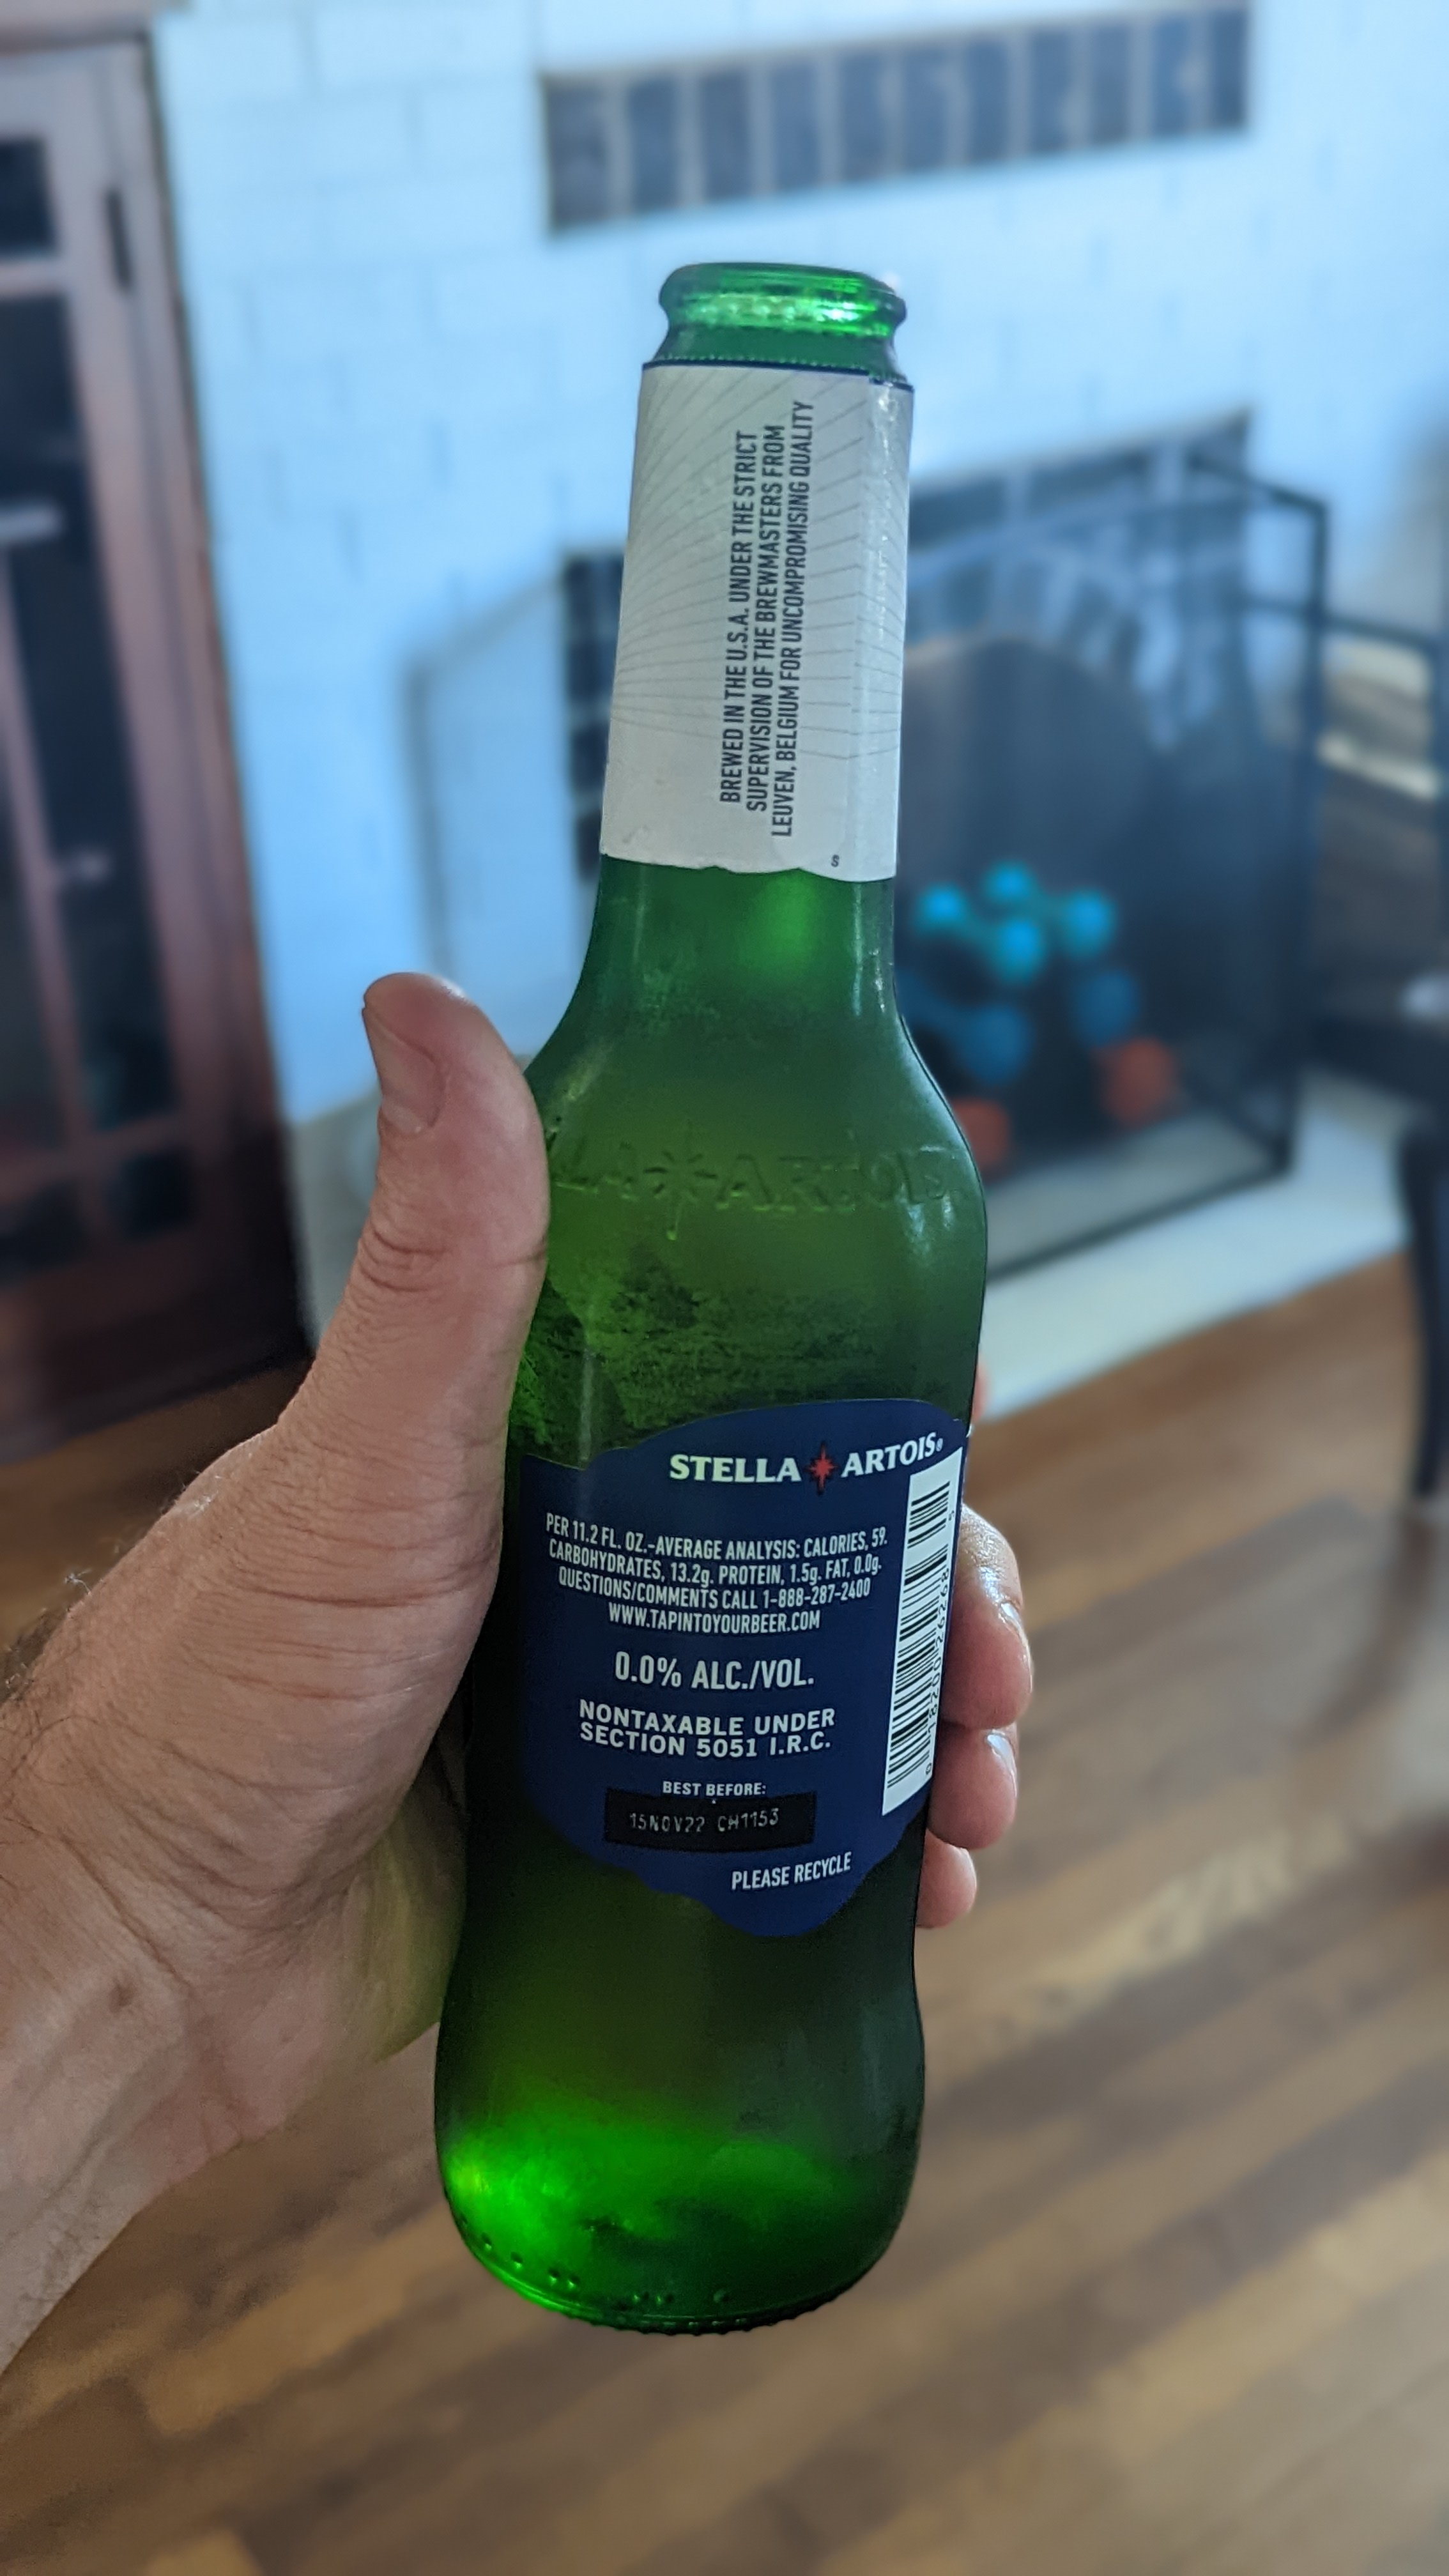 BREWED IN THE U.S.A. UNDER THE STRICT
SUPERVISION OF THE BREWMASTERS FROM
LEUVEN, BELGIUM FOR UNCOMPROMISING QUALITY
S
ARTOIS
STELLA ARTOIS®
PER 11.2 FL. OZ.-AVERAGE ANALYSIS: CALORIES, 59.
CARBOHYDRATES, 13.2g. PROTEIN, 1.5g. FAT, 0.0g.
QUESTIONS/COMMENTS CALL 1-888-287-2400
WWW.TAPINTOYOURBEER.COM
0.0% ALC./VOL.
NONTAXABLE UNDER
SECTION 5051 I.R.C.
BEST BEFORE:
15NOV22 CH1153
PLEASE RECYCLE